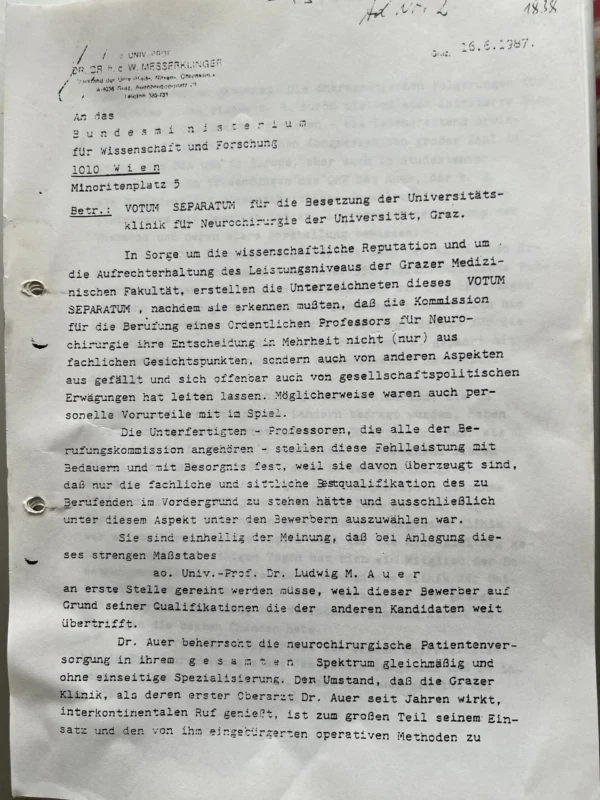 Ad Nr. 2
1838
UNIV. PROF.
DR. DR. h. c. W. MESSERKLINGER
Graz, 16.6.1987.
An das
Bundesministerium
für Wissenschaft und Forschung
1010 Wien
Minoritenplatz 5
Betr.: VOTUM SEPARATUM für die Besetzung der Universitäts-
klinik für Neurochirurgie der Universität, Graz.
In Sorge um die wissenschaftliche Reputation und um
die Aufrechterhaltung des Leistungsniveaus der Grazer Medizi-
nischen Fakultät, erstellen die Unterzeichneten dieses VOTUM
SEPARATUM, nachdem sie erkennen mußten, daß die Kommission
für die Berufung eines Ordentlichen Professors für Neuro-
chirurgie ihre Entscheidung in Mehrheit nicht (nur) aus
fachlichen Gesichtspunkten, sondern auch von anderen Aspekten
aus gefällt und sich offenbar auch von gesellschaftspolitischen
Erwägungen hat leiten lassen. Möglicherweise waren auch per-
sonelle Vorurteile mit im Spiel.
Die Unterfertigten - Professoren, die alle der Be-
rufungskommission angehören - stellen diese Fehlleistung mit
Bedauern und mit Besorgnis fest, weil sie davon überzeugt sind,
daß nur die fachliche und sittliche Bestqualifikation des zu
Berufenden im Vordergrund zu stehen hätte und ausschließlich
unter diesem Aspekt unter den Bewerbern auszuwählen war.
Sie sind einhellig der Meinung, daß bei Anlegung die-
ses strengen Maßstabes
ao. Univ.-Prof. Dr. Ludwig M. Auer
an erste Stelle gereiht werden müsse, weil dieser Bewerber auf
Grund seiner Qualifikationen die der anderen Kandidaten weit
übertrifft.
Dr. Auer beherrscht die neurochirurgische Patientenver-
sorgung in ihrem gesamten Spektrum gleichmäßig und
ohne einseitige Spezialisierung. Den Umstand, daß die Grazer
Klinik, als deren erster Oberarzt Dr. Auer seit Jahren wirkt,
interkontinentalen Ruf genießt, ist zum großen Teil seinem Ein-
satz und den von ihm eingebürgerten operativen Methoden zu